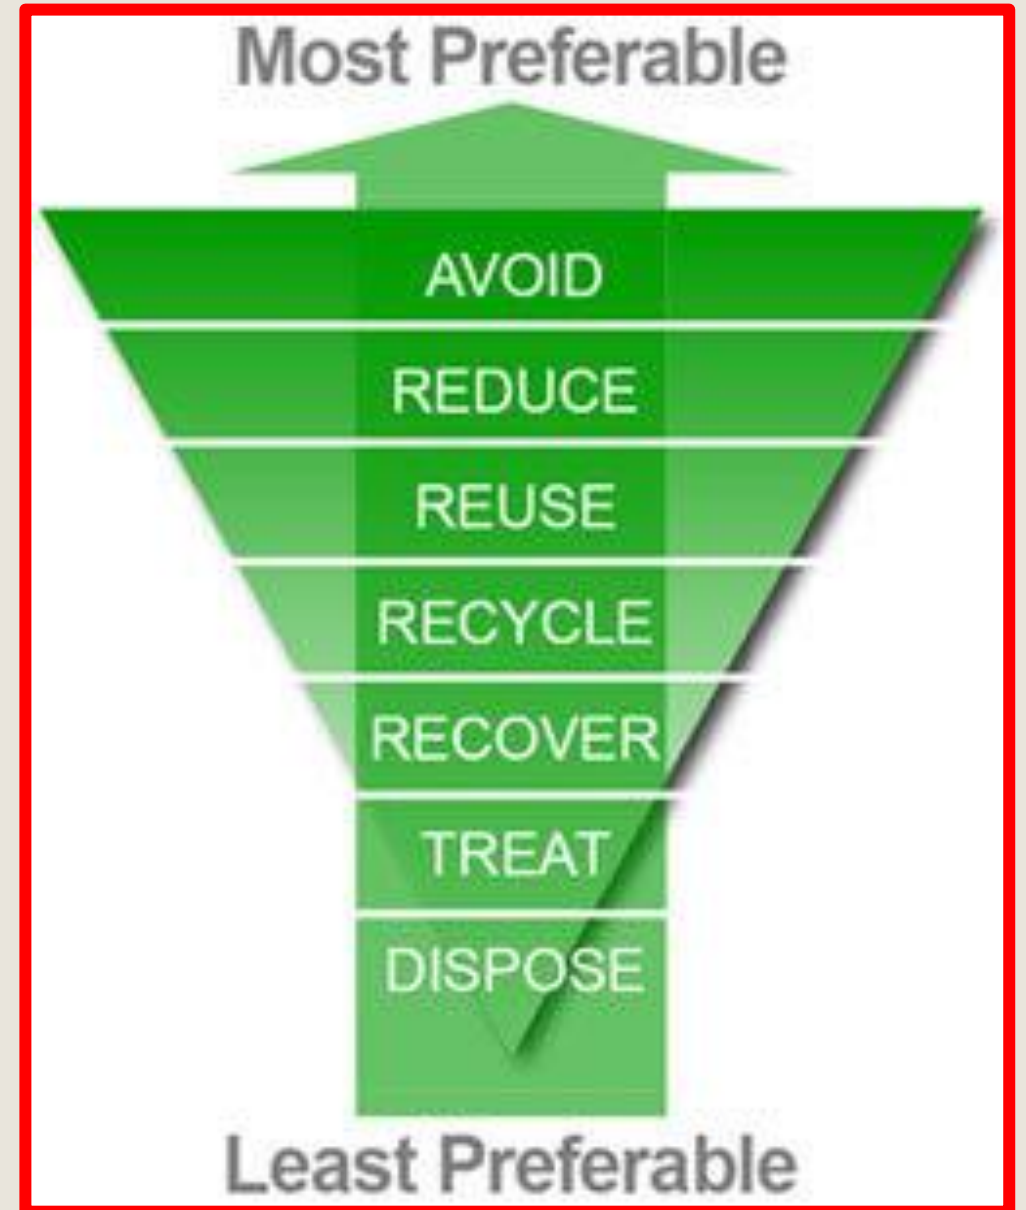 Most Preferable
AVOID
REDUCE
REUSE
RECYCLE
RECOVER
TREAT
DISPOSE
Least Preferable